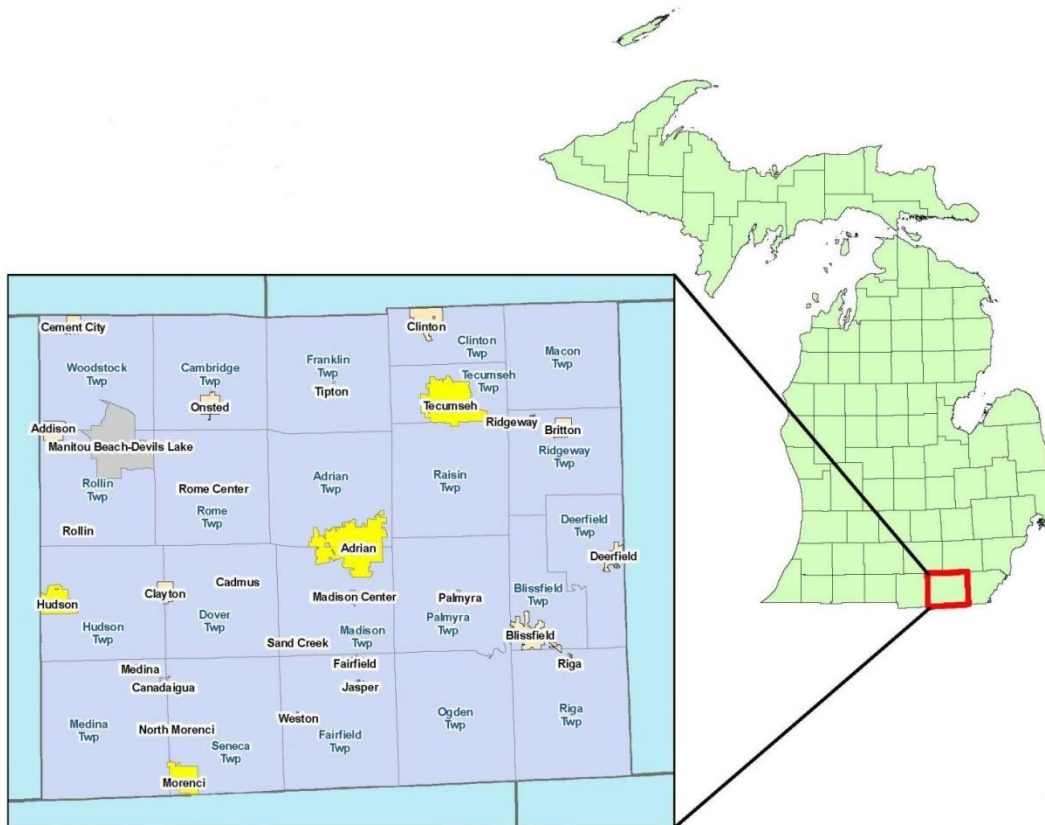 Cement City
Clinton
Clinton
Twp
Macon
Twp
Woodstock
Twp
Cambridge
Twp
Franklin
Twp
Tipton
Tecumseh
Twp
Onsted
Tecumseh
Ridgeway
Addison
Britton
Manitou Beach-Devils Lake
Ridgeway
Twp
Rollin
Twp
Rome Center
Rome
Twp
Adrian
Twp
Raisin
Twp
Rollin
Deerfield
Twp
Adrian
Deerfield
Hudson
Clayton
Cadmus
Madison Center
Palmyra
Blissfield
Twp
Hudson
Twp
Dover
Twp
Sand Creek
Madison
Twp
Palmyra
Twp
Blissfield
Medina
Canadaigua
Fairfield
Jasper
Riga
Medina
Twp
North Morenci
Seneca
Twp
Weston
Fairfield
Twp
Ogden
Twp
Riga
Twp
Morenci